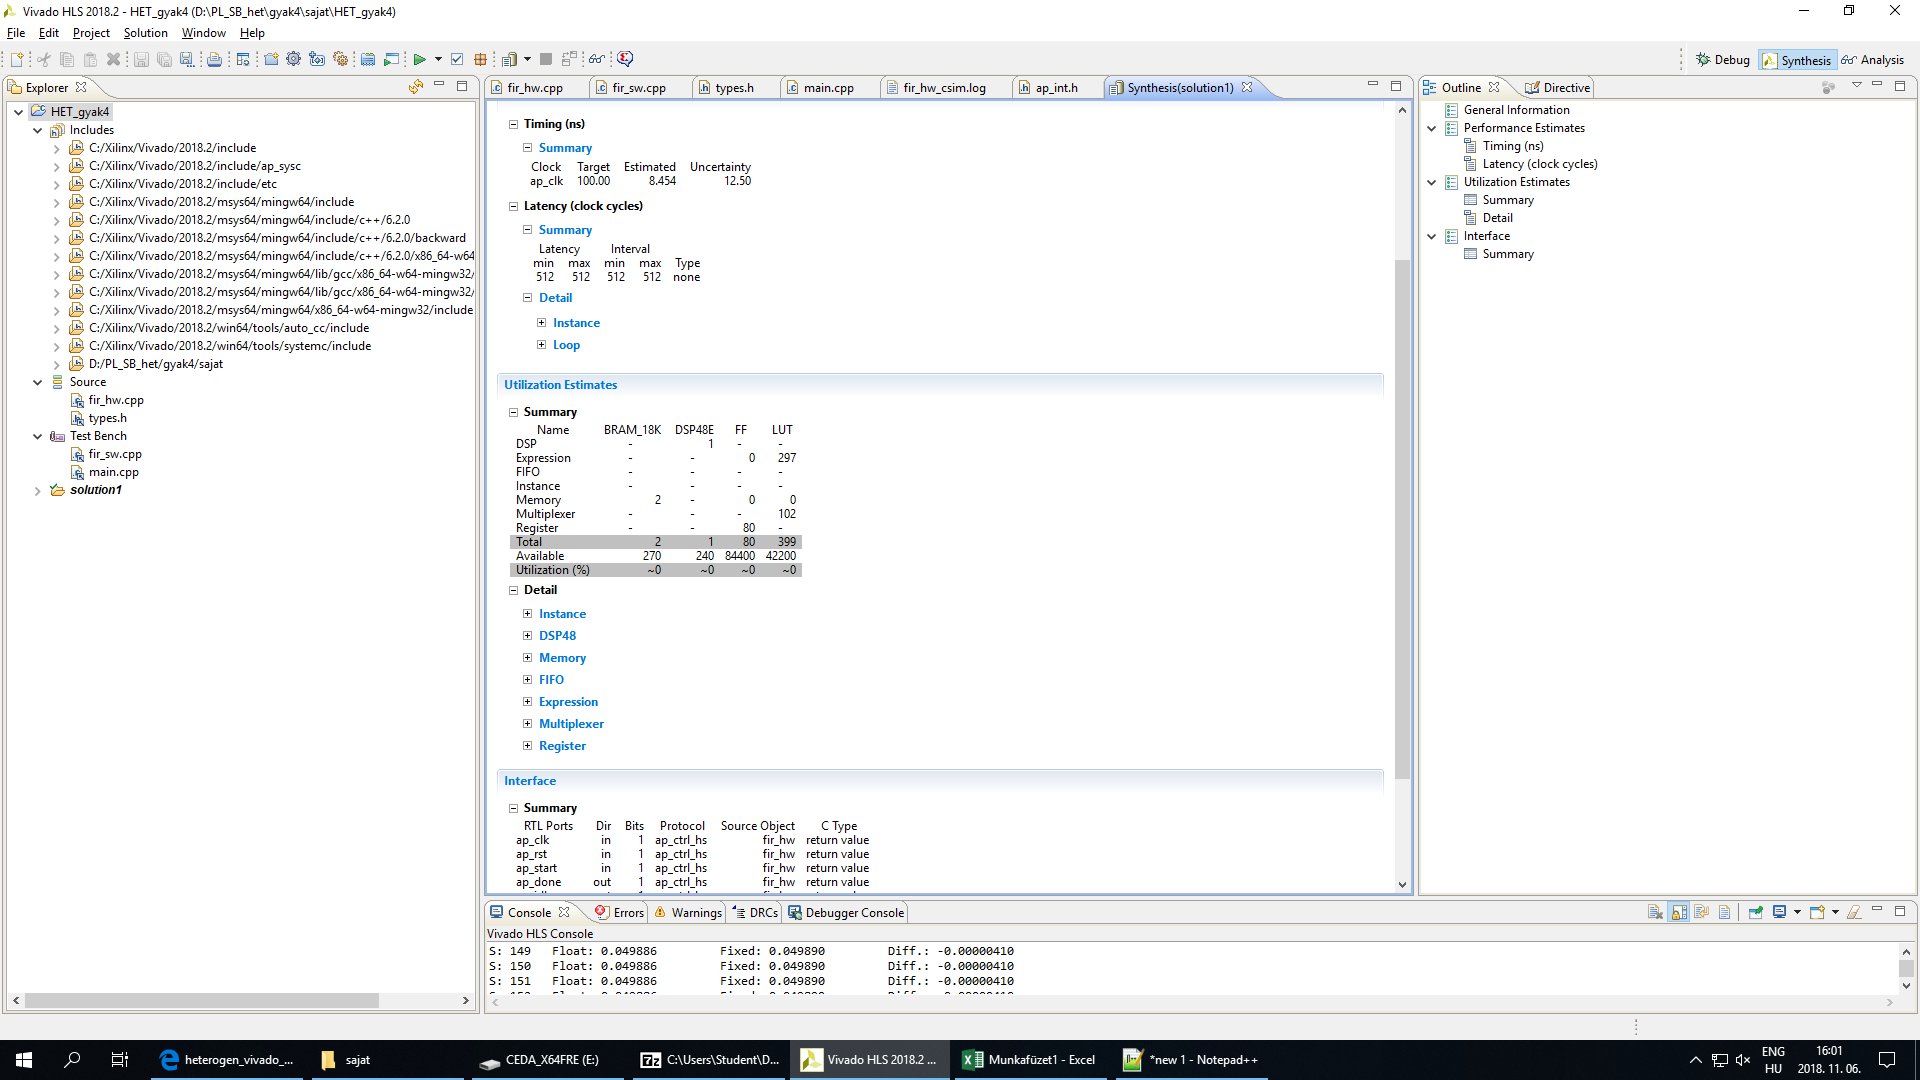 Vivado HLS 2018.2 - HET_gyak4 (D:\PL_SB_het\gyak4\sajat\HET_gyak4)
File Edit Project Solution Window Help
Debug Synthesis Analysis
Explorer
HET_gyak4
Includes
C:/Xilinx/Vivado/2018.2/include
C:/Xilinx/Vivado/2018.2/include/ap_sysc
C:/Xilinx/Vivado/2018.2/include/etc
C:/Xilinx/Vivado/2018.2/msys64/mingw64/include
C:/Xilinx/Vivado/2018.2/msys64/mingw64/include/c++/6.2.0
C:/Xilinx/Vivado/2018.2/msys64/mingw64/include/c++/6.2.0/backward
C:/Xilinx/Vivado/2018.2/msys64/mingw64/include/c++/6.2.0/x86_64-w64
C:/Xilinx/Vivado/2018.2/msys64/mingw64/lib/gcc/x86_64-w64-mingw32/
C:/Xilinx/Vivado/2018.2/msys64/mingw64/lib/gcc/x86_64-w64-mingw32/
C:/Xilinx/Vivado/2018.2/msys64/mingw64/x86_64-w64-mingw32/include
C:/Xilinx/Vivado/2018.2/win64/tools/auto_cc/include
C:/Xilinx/Vivado/2018.2/win64/tools/systemc/include
D:/PL_SB_het/gyak4/sajat
Source
fir_hw.cpp
types.h
Test Bench
fir_sw.cpp
main.cpp
solution1
fir_hw.cpp fir_sw.cpp types.h main.cpp fir_hw_csim.log ap_int.h Synthesis(solution1)
Timing (ns)
Summary
Clock Target Estimated Uncertainty
ap_clk 100.00 8.454 12.50
Latency (clock cycles)
Summary
Latency Interval
min max min max Type
512 512 512 512 none
Detail
Instance
Loop
Utilization Estimates
Summary
Name BRAM_18K DSP48E FF LUT
DSP - 1 - -
Expression - - 0 297
FIFO - - - -
Instance - - - -
Memory 2 - 0 0
Multiplexer - - - 102
Register - - 80 -
Total 2 1 80 399
Available 270 240 84400 42200
Utilization (%) ~0 ~0 ~0 ~0
Detail
Instance
DSP48
Memory
FIFO
Expression
Multiplexer
Register
Interface
Summary
RTL Ports Dir Bits Protocol Source Object C Type
ap_clk in 1 ap_ctrl_hs fir_hw return value
ap_rst in 1 ap_ctrl_hs fir_hw return value
ap_start in 1 ap_ctrl_hs fir_hw return value
ap_done out 1 ap_ctrl_hs fir_hw return value
Outline Directive
General Information
Performance Estimates
Timing (ns)
Latency (clock cycles)
Utilization Estimates
Summary
Detail
Interface
Summary
Console Errors Warnings DRCs Debugger Console
Vivado HLS Console
S: 149 Float: 0.049886 Fixed: 0.049890 Diff.: -0.00000410
S: 150 Float: 0.049886 Fixed: 0.049890 Diff.: -0.00000410
S: 151 Float: 0.049886 Fixed: 0.049890 Diff.: -0.00000410
heterogen_vivado_... sajat CEDA_X64FRE (E:) C:\Users\Student\D... Vivado HLS 2018.2 ... Munkafüzet1 - Excel *new 1 - Notepad++
ENG 16:01
HU 2018. 11. 06.